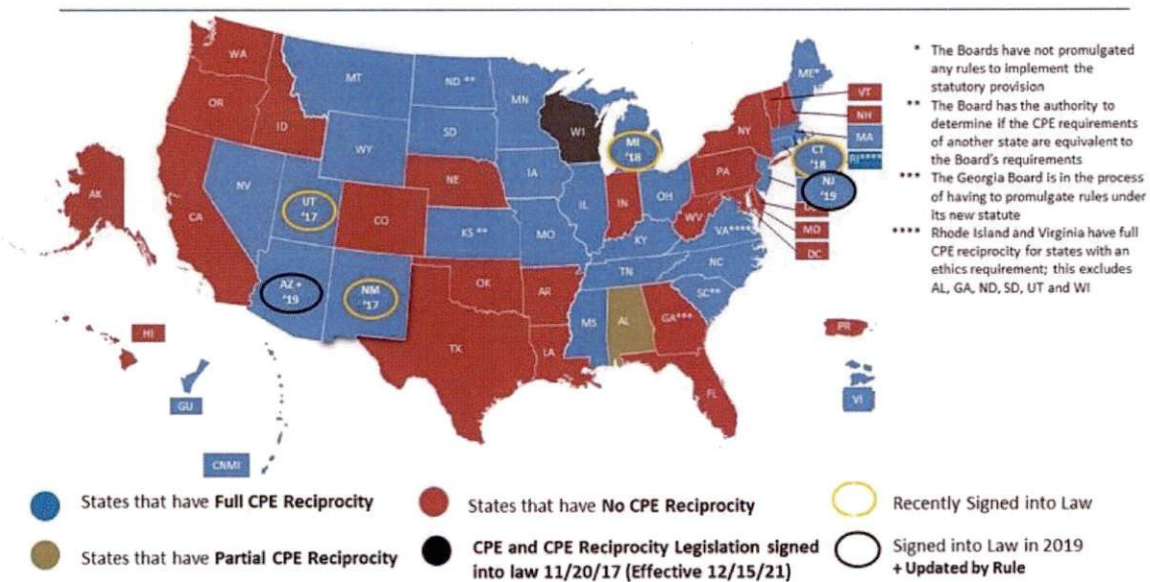 WA
OR
ID
MT
ND **
MN
SD
WY
WI
MI
'18
NY
ME*
VT
NH
MA
CT
'18
RI****
NJ
'19
PA
MD
DC
NV
UT
'17
CA
CO
NE
IA
KS **
MO
IL
IN
OH
WV
VA****
KY
TN
NC
SC**
AZ +
'19
NM
'17
OK
AR
TX
LA
MS
AL
GA***
FL
AK
HI
GU
CNMI
PR
VI
* The Boards have not promulgated
any rules to implement the
statutory provision
** The Board has the authority to
determine if the CPE requirements
of another state are equivalent to
the Board's requirements
*** The Georgia Board is in the process
of having to promulgate rules under
its new statute
**** Rhode Island and Virginia have full
CPE reciprocity for states with an
ethics requirement; this excludes
AL, GA, ND, SD, UT and WI
States that have Full CPE Reciprocity
States that have No CPE Reciprocity
Recently Signed into Law
States that have Partial CPE Reciprocity
CPE and CPE Reciprocity Legislation signed
into law 11/20/17 (Effective 12/15/21)
Signed into Law in 2019
+ Updated by Rule